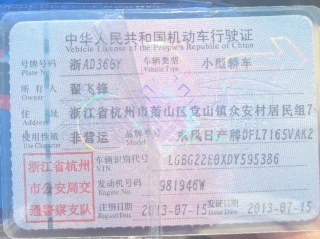 中华人民共和国机动车行驶证
Vehicle License of the People's Republic of China
号牌号码 浙AD366Y 车辆类型 小型轿车
Plate No. Vehicle Type
所有人 翟飞锋
Owner
住址 浙江省杭州市萧山区党山镇众安村居民组7
Address
使用性质 非营运 品牌型号 东风日产牌DFL7165VAK2
Use Character Model
浙江省杭州
市公安局交
通警察支队
车辆识别代号 LGBG22E0XDY595386
VIN
发动机号码 981946W
Engine No.
注册日期 2013-07-15 发证日期 2013-07-15
Register Date Issue Date